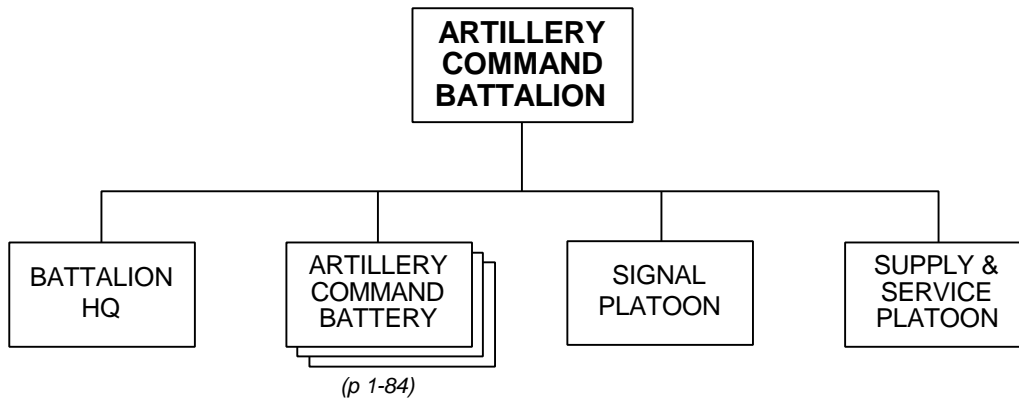 ARTILLERY
COMMAND
BATTALION
BATTALION
HQ
ARTILLERY
COMMAND
BATTERY
(p 1-84)
SIGNAL
PLATOON
SUPPLY &
SERVICE
PLATOON